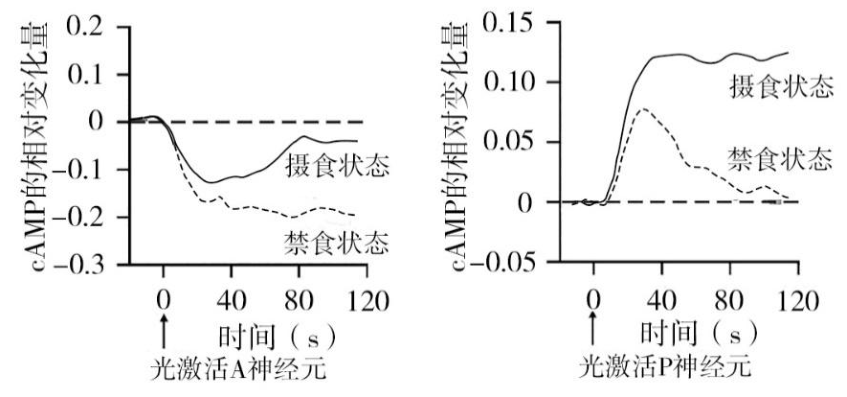 cAMP的相对变化量
0.2
0.1
0
-0.1
-0.2
-0.3
摄食状态
禁食状态
0 40 80 120
时间（s）
光激活A神经元
cAMP的相对变化量
0.15
0.10
0.05
0
-0.05
摄食状态
禁食状态
0 40 80 120
时间（s）
光激活P神经元